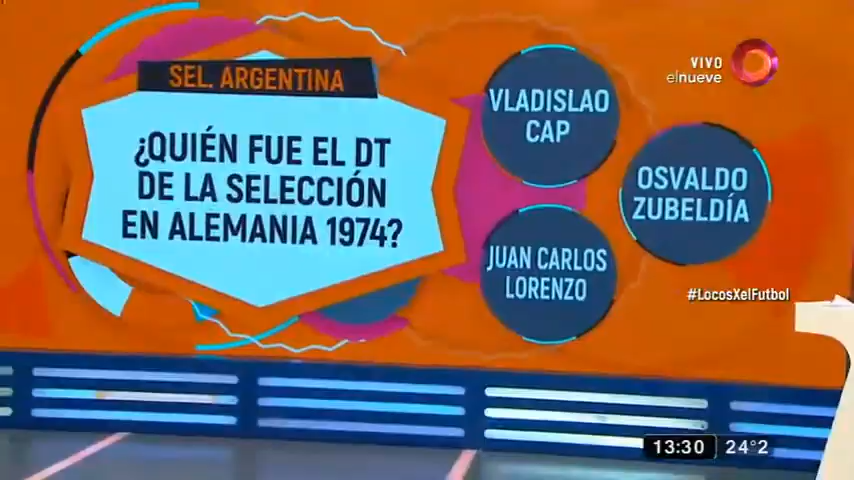 SEL. ARGENTINA
¿QUIÉN FUE EL DT
DE LA SELECCIÓN
EN ALEMANIA 1974?
VLADISLAO
CAP
OSVALDO
ZUBELDÍA
JUAN CARLOS
LORENZO
VIVO
elnueve
#LocosXelFutbol
13:30
24°2